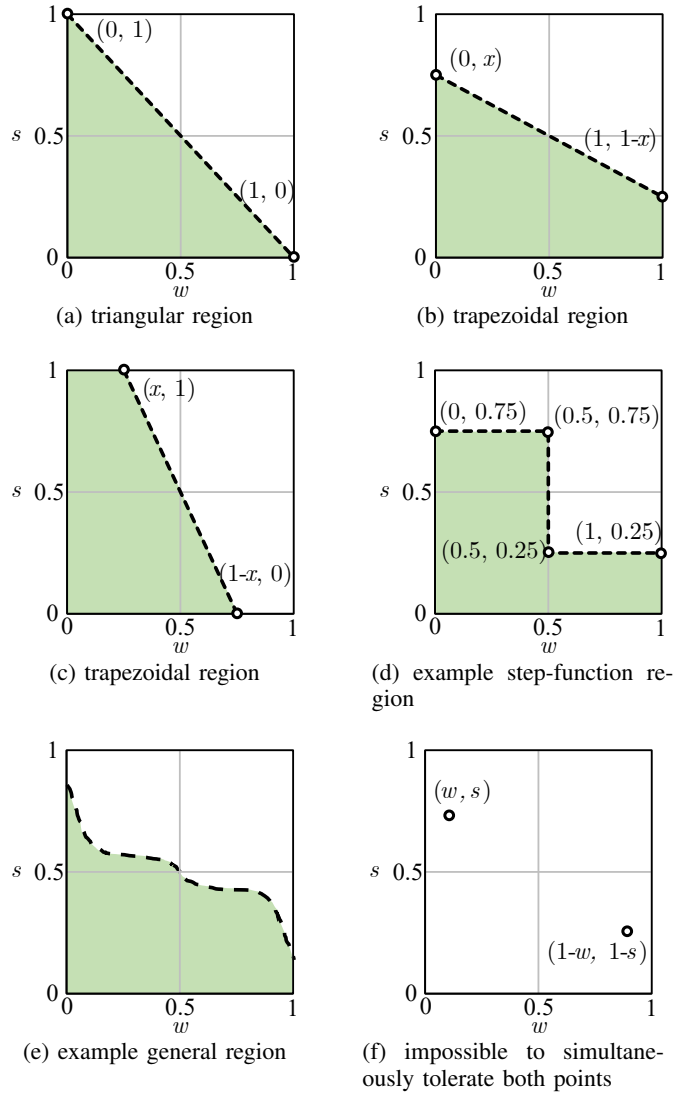 1
(0, 1)
s 0.5
(1, 0)
0
0 0.5 1
w
(a) triangular region
1
(0, x)
s 0.5
(1, 1-x)
0
0 0.5 1
w
(b) trapezoidal region
1
(x, 1)
s 0.5
(1-x, 0)
0
0 0.5 1
w
(c) trapezoidal region
1
(0, 0.75)
(0.5, 0.75)
s 0.5
(1, 0.25)
(0.5, 0.25)
0
0 0.5 1
w
(d) example step-function re-
gion
1
s 0.5
0
0 0.5 1
w
(e) example general region
1
(w, s)
s 0.5
(1-w, 1-s)
0
0 0.5 1
w
(f) impossible to simultane-
ously tolerate both points